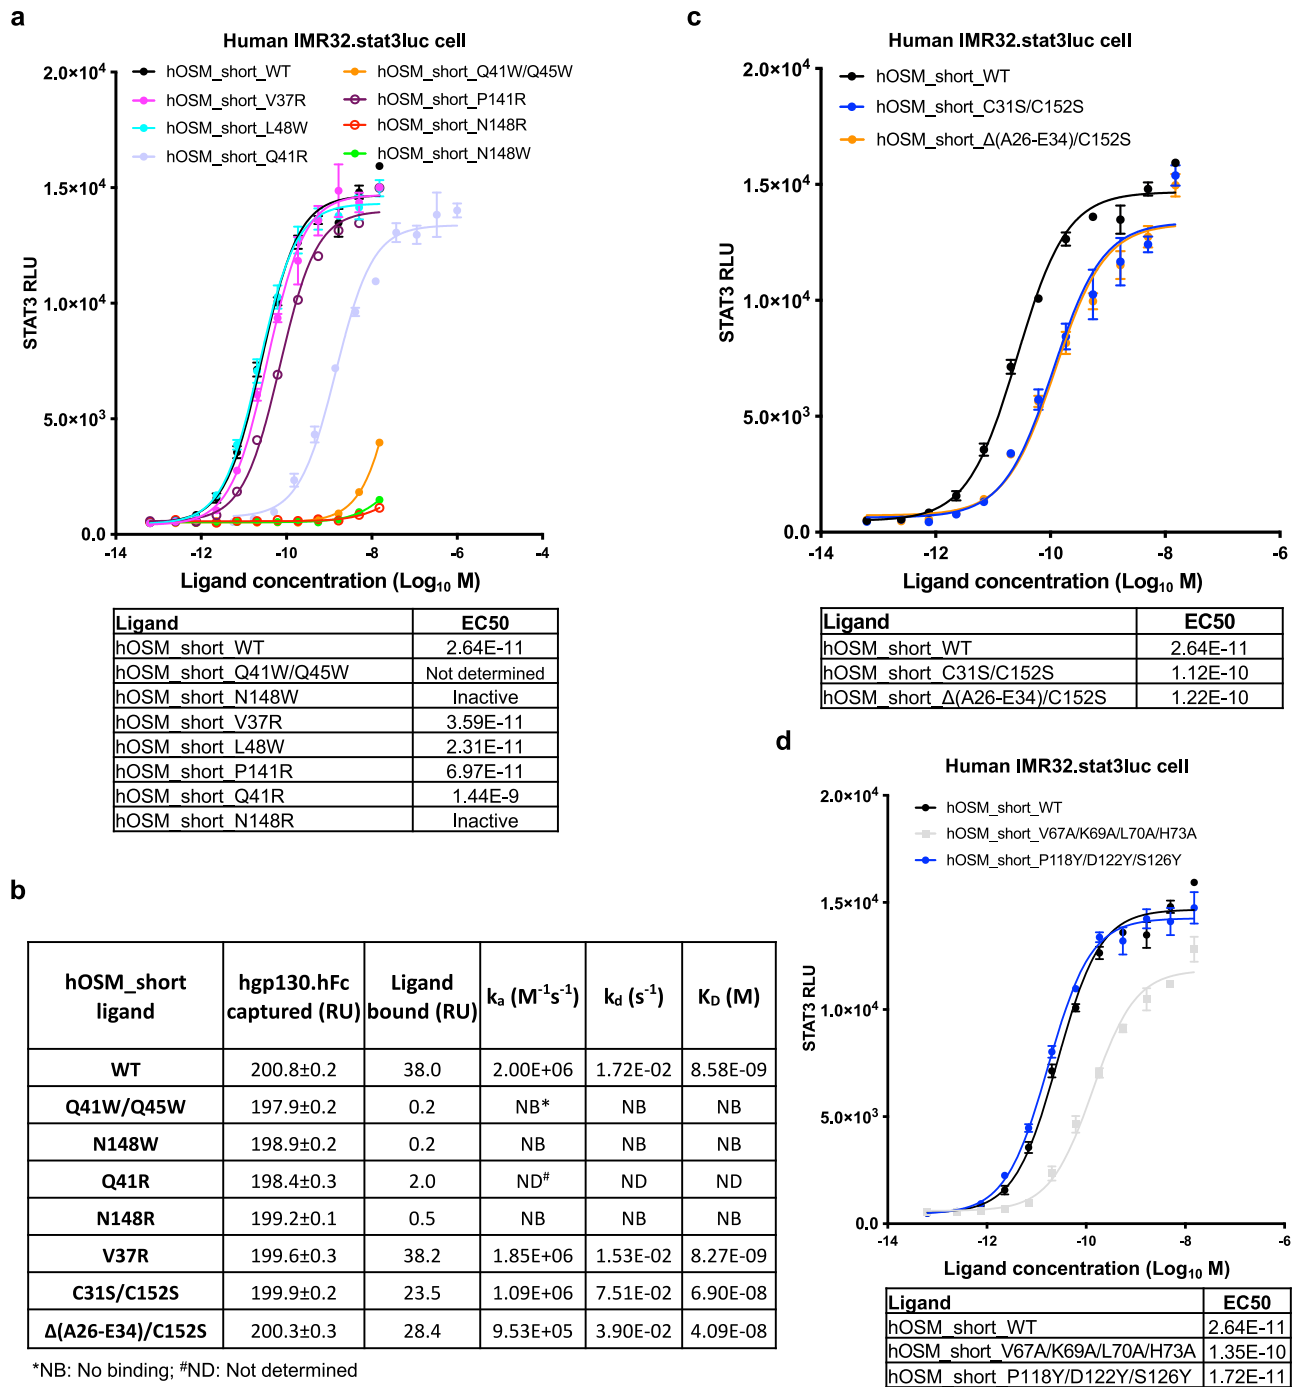 a
Human IMR32.stat3luc cell
hOSM_short_WT
hOSM_short_V37R
hOSM_short_L48W
hOSM_short_Q41R
hOSM_short_Q41W/Q45W
hOSM_short_P141R
hOSM_short_N148R
hOSM_short_N148W
STAT3 RLU
2.0×10⁴
1.5×10⁴
1.0×10⁴
5.0×10³
0.0
-14 -12 -10 -8 -6 -4
Ligand concentration (Log₁₀ M)
Ligand EC50
hOSM_short_WT 2.64E-11
hOSM_short_Q41W/Q45W Not determined
hOSM_short_N148W Inactive
hOSM_short_V37R 3.59E-11
hOSM_short_L48W 2.31E-11
hOSM_short_P141R 6.97E-11
hOSM_short_Q41R 1.44E-9
hOSM_short_N148R Inactive
b
hOSM_short ligand hgp130.hFc captured (RU) Ligand bound (RU) kₐ (M⁻¹s⁻¹) k_d (s⁻¹) K_D (M)
WT 200.8±0.2 38.0 2.00E+06 1.72E-02 8.58E-09
Q41W/Q45W 197.9±0.2 0.2 NB* NB NB
N148W 198.9±0.2 0.2 NB NB NB
Q41R 198.4±0.3 2.0 ND# ND ND
N148R 199.2±0.1 0.5 NB NB NB
V37R 199.6±0.3 38.2 1.85E+06 1.53E-02 8.27E-09
C31S/C152S 199.9±0.2 23.5 1.09E+06 7.51E-02 6.90E-08
Δ(A26-E34)/C152S 200.3±0.3 28.4 9.53E+05 3.90E-02 4.09E-08
*NB: No binding; #ND: Not determined
c
Human IMR32.stat3luc cell
hOSM_short_WT
hOSM_short_C31S/C152S
hOSM_short_Δ(A26-E34)/C152S
STAT3 RLU
2.0×10⁴
1.5×10⁴
1.0×10⁴
5.0×10³
0.0
-14 -12 -10 -8 -6
Ligand concentration (Log₁₀ M)
Ligand EC50
hOSM_short_WT 2.64E-11
hOSM_short_C31S/C152S 1.12E-10
hOSM_short_Δ(A26-E34)/C152S 1.22E-10
d
Human IMR32.stat3luc cell
hOSM_short_WT
hOSM_short_V67A/K69A/L70A/H73A
hOSM_short_P118Y/D122Y/S126Y
STAT3 RLU
2.0×10⁴
1.5×10⁴
1.0×10⁴
5.0×10³
0.0
-14 -12 -10 -8 -6
Ligand concentration (Log₁₀ M)
Ligand EC50
hOSM_short_WT 2.64E-11
hOSM_short_V67A/K69A/L70A/H73A 1.35E-10
hOSM_short_P118Y/D122Y/S126Y 1.72E-11